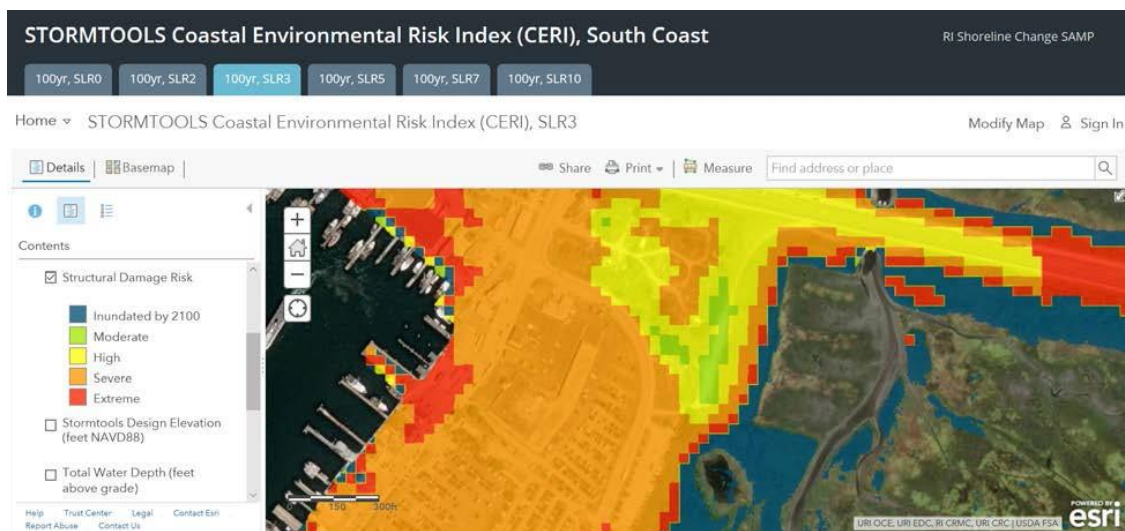 STORMTOOLS Coastal Environmental Risk Index (CERI), South Coast
RI Shoreline Change SAMP
100yr, SLR0
100yr, SLR2
100yr, SLR3
100yr, SLR5
100yr, SLR7
100yr, SLR10
Home
STORMTOOLS Coastal Environmental Risk Index (CERI), SLR3
Modify Map
Sign In
Details
Basemap
Share
Print
Measure
Find address or place
Contents
Structural Damage Risk
Inundated by 2100
Moderate
High
Severe
Extreme
Stormtools Design Elevation
(feet NAVD88)
Total Water Depth (feet
above grade)
Help Trust Center Legal Contact Esri
Report Abuse Contact Us
150 300ft
URI OCE, URI EDC, RI CRMC, URI CRC | USDA FSA
POWERED BY
esri